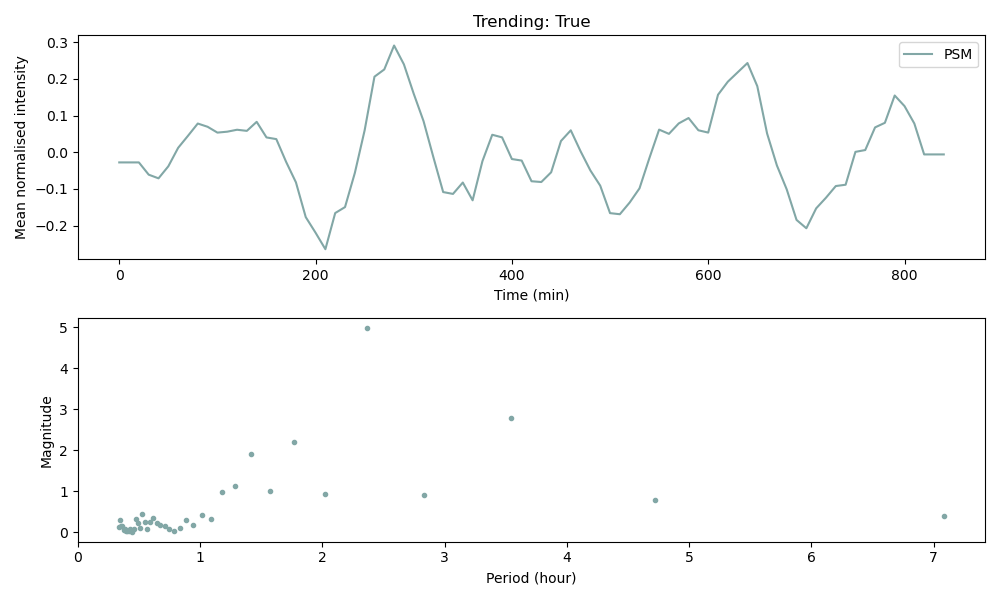 Trending: True
0.3
0.2
0.1
0.0
−0.1
−0.2
Mean normalised intensity
PSM
0 200 400 600 800
Time (min)
5
4
3
2
1
0
Magnitude
0 1 2 3 4 5 6 7
Period (hour)